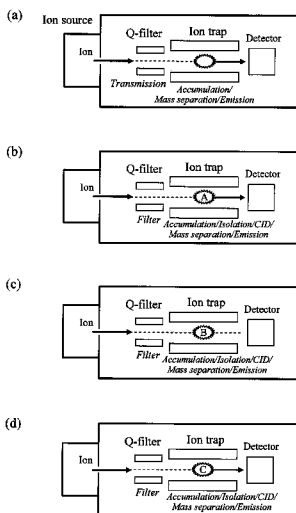 (a)
Ion source
Q-filter
Ion trap
Detector
Ion
Transmission
Accumulation/
Mass separation/Emission
(b)
Q-filter
Ion trap
Detector
Ion
A
Filter
Accumulation/Isolation/CID/
Mass separation/Emission
(c)
Q-filter
Ion trap
Detector
Ion
B
Filter
Accumulation/Isolation/CID/
Mass separation/Emission
(d)
Q-filter
Ion trap
Detector
Ion
C
Filter
Accumulation/Isolation/CID/
Mass separation/Emission